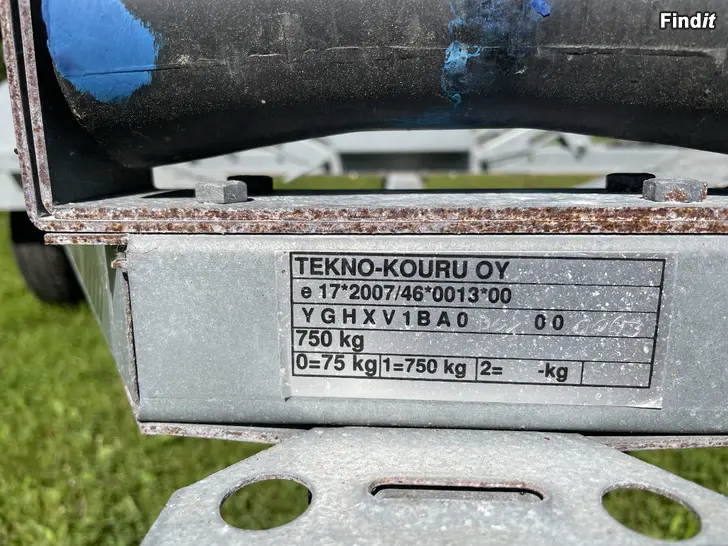 Findit
TEKNO-KOURU OY
e 17*2007/46*0013*00
YGHXV1BA0 00
750 kg
0=75 kg 1=750 kg 2= -kg